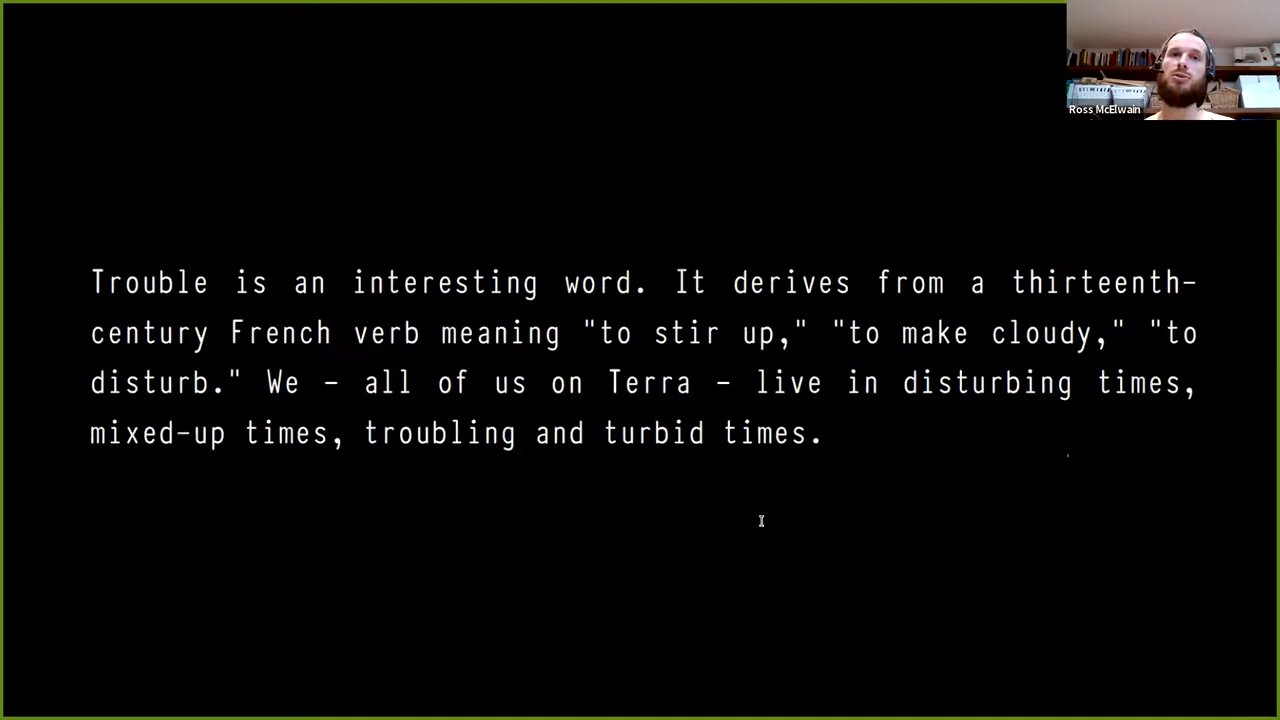 Ross McElwain
Trouble is an interesting word. It derives from a thirteenth-
century French verb meaning "to stir up," "to make cloudy," "to
disturb." We – all of us on Terra – live in disturbing times,
mixed-up times, troubling and turbid times.